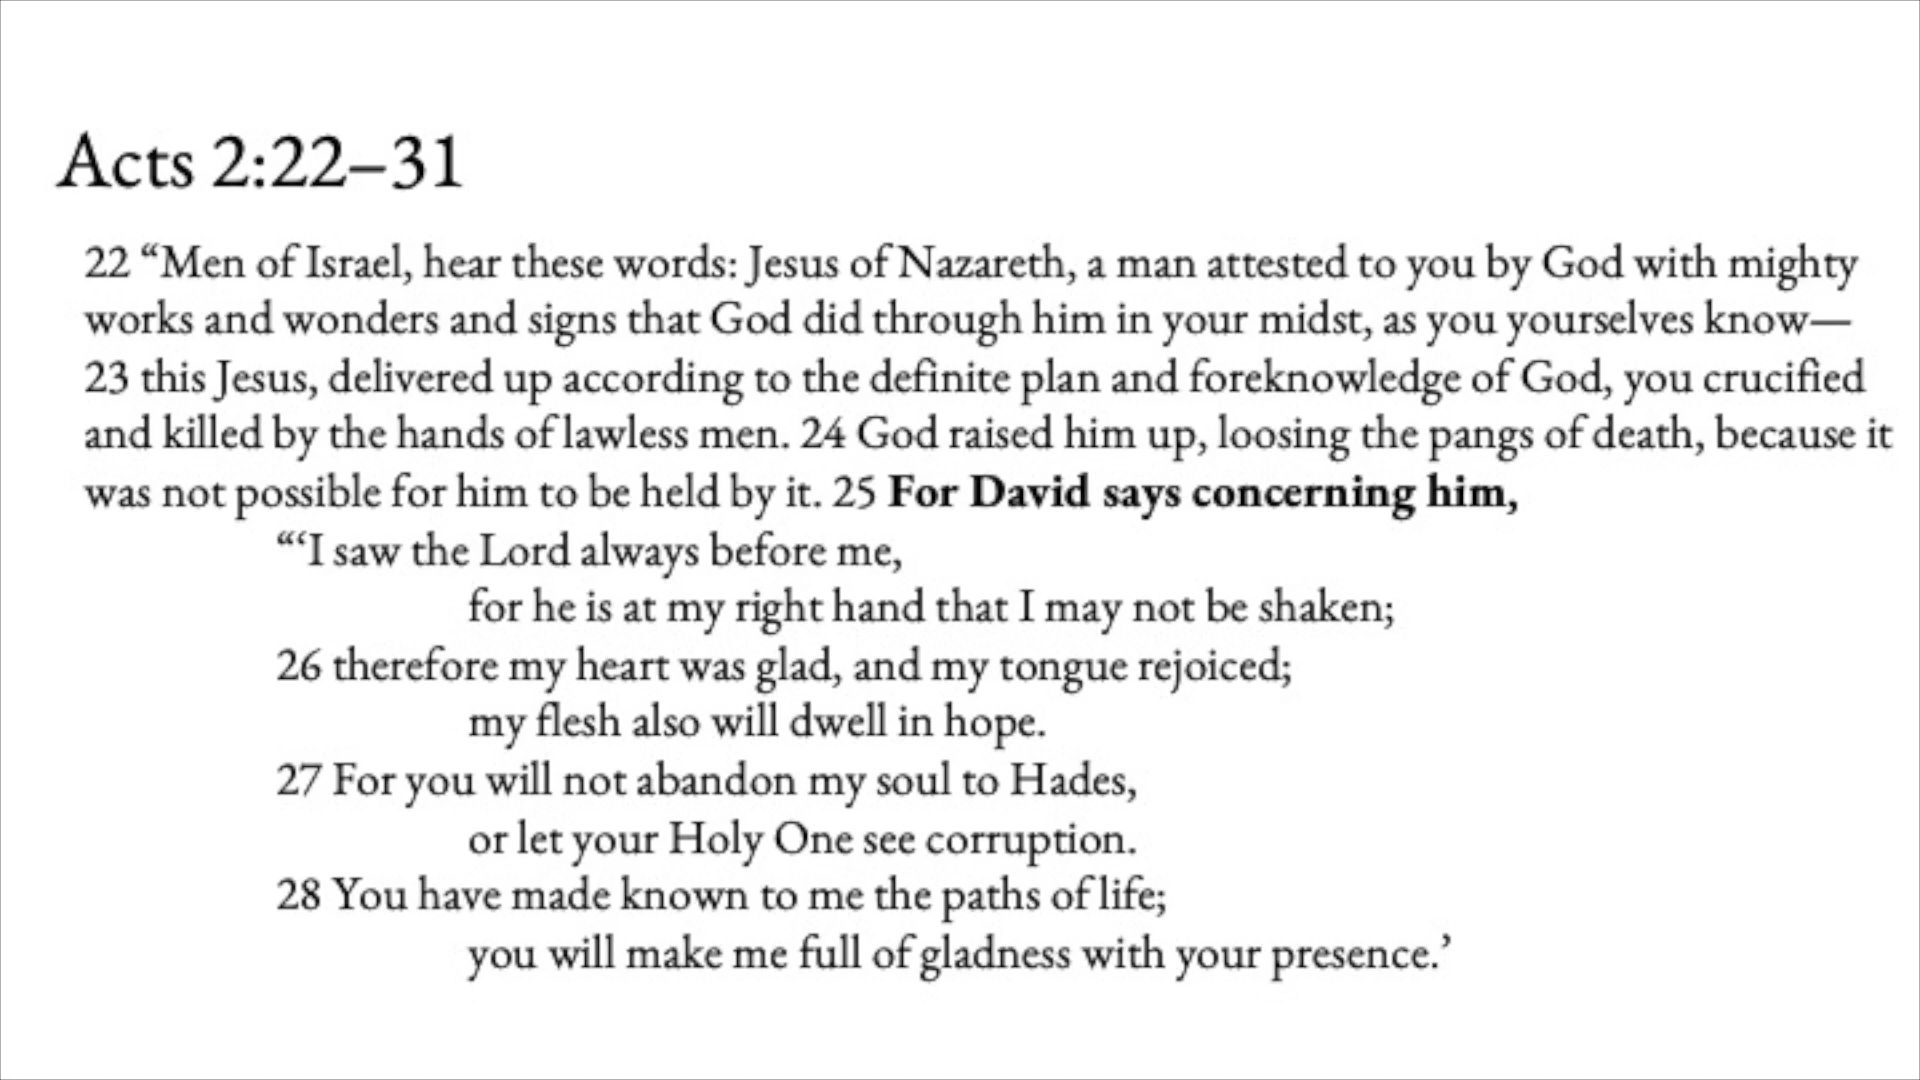 Acts 2:22–31
22 “Men of Israel, hear these words: Jesus of Nazareth, a man attested to you by God with mighty
works and wonders and signs that God did through him in your midst, as you yourselves know—
23 this Jesus, delivered up according to the definite plan and foreknowledge of God, you crucified
and killed by the hands of lawless men. 24 God raised him up, loosing the pangs of death, because it
was not possible for him to be held by it. 25 For David says concerning him,
“‘I saw the Lord always before me,
for he is at my right hand that I may not be shaken;
26 therefore my heart was glad, and my tongue rejoiced;
my flesh also will dwell in hope.
27 For you will not abandon my soul to Hades,
or let your Holy One see corruption.
28 You have made known to me the paths of life;
you will make me full of gladness with your presence.’